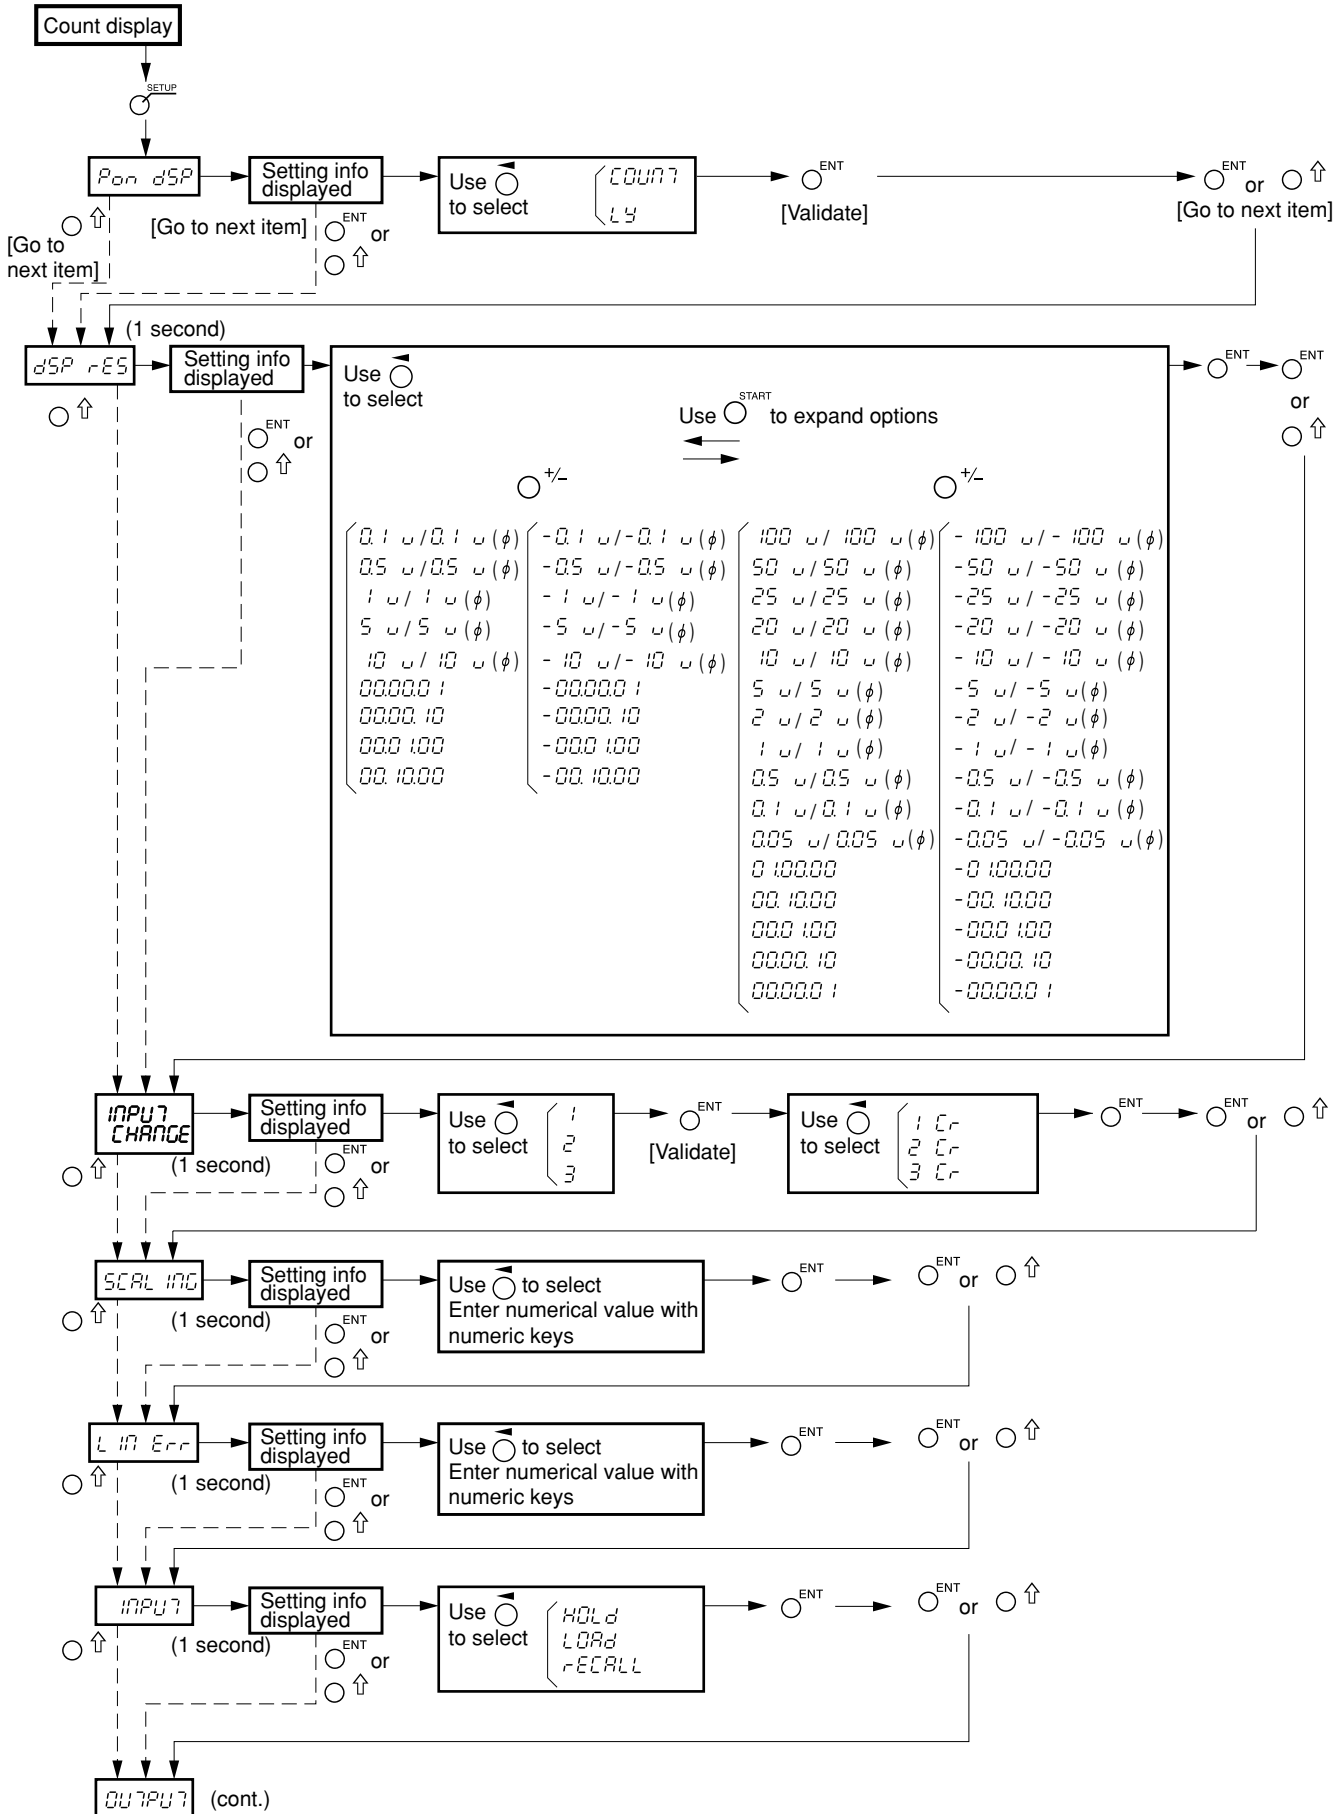 Count display
SETUP
Pon dSP
Setting info
displayed
Use
to select
COUNT
LY
ENT
[Validate]
ENT
or
[Go to next item]
[Go to
next item]
[Go to next item]
ENT
or
(1 second)
dSP rES
Setting info
displayed
ENT
or
Use
to select
Use START to expand options
+/–
+/–
0.1 u/0.1 u(ϕ)
0.5 u/0.5 u(ϕ)
1 u/1 u(ϕ)
5 u/5 u(ϕ)
10 u/10 u(ϕ)
00.00.01
00.00.10
00.01.00
00.10.00
-0.1 u/-0.1 u(ϕ)
-0.5 u/-0.5 u(ϕ)
-1 u/-1 u(ϕ)
-5 u/-5 u(ϕ)
-10 u/-10 u(ϕ)
-00.00.01
-00.00.10
-00.01.00
-00.10.00
100 u/100 u(ϕ)
50 u/50 u(ϕ)
25 u/25 u(ϕ)
20 u/20 u(ϕ)
10 u/10 u(ϕ)
5 u/5 u(ϕ)
2 u/2 u(ϕ)
1 u/1 u(ϕ)
0.5 u/0.5 u(ϕ)
0.1 u/0.1 u(ϕ)
0.05 u/0.05 u(ϕ)
01.00.00
00.10.00
00.01.00
00.00.10
00.00.01
-100 u/-100 u(ϕ)
-50 u/-50 u(ϕ)
-25 u/-25 u(ϕ)
-20 u/-20 u(ϕ)
-10 u/-10 u(ϕ)
-5 u/-5 u(ϕ)
-2 u/-2 u(ϕ)
-1 u/-1 u(ϕ)
-0.5 u/-0.5 u(ϕ)
-0.1 u/-0.1 u(ϕ)
-0.05 u/-0.05 u(ϕ)
-01.00.00
-00.10.00
-00.01.00
-00.00.10
-00.00.01
ENT
ENT
or
INPUT
CHANGE
(1 second)
Setting info
displayed
ENT
or
Use
to select
1
2
3
ENT
[Validate]
Use
to select
1 Cr
2 Cr
3 Cr
ENT
ENT
or
SCALING
(1 second)
Setting info
displayed
ENT
or
Use to select
Enter numerical value with
numeric keys
ENT
ENT
or
LIN Err
(1 second)
Setting info
displayed
ENT
or
Use to select
Enter numerical value with
numeric keys
ENT
ENT
or
INPUT
(1 second)
Setting info
displayed
ENT
or
Use
to select
HOLd
LOAd
rECALL
ENT
ENT
or
OUTPUT (cont.)